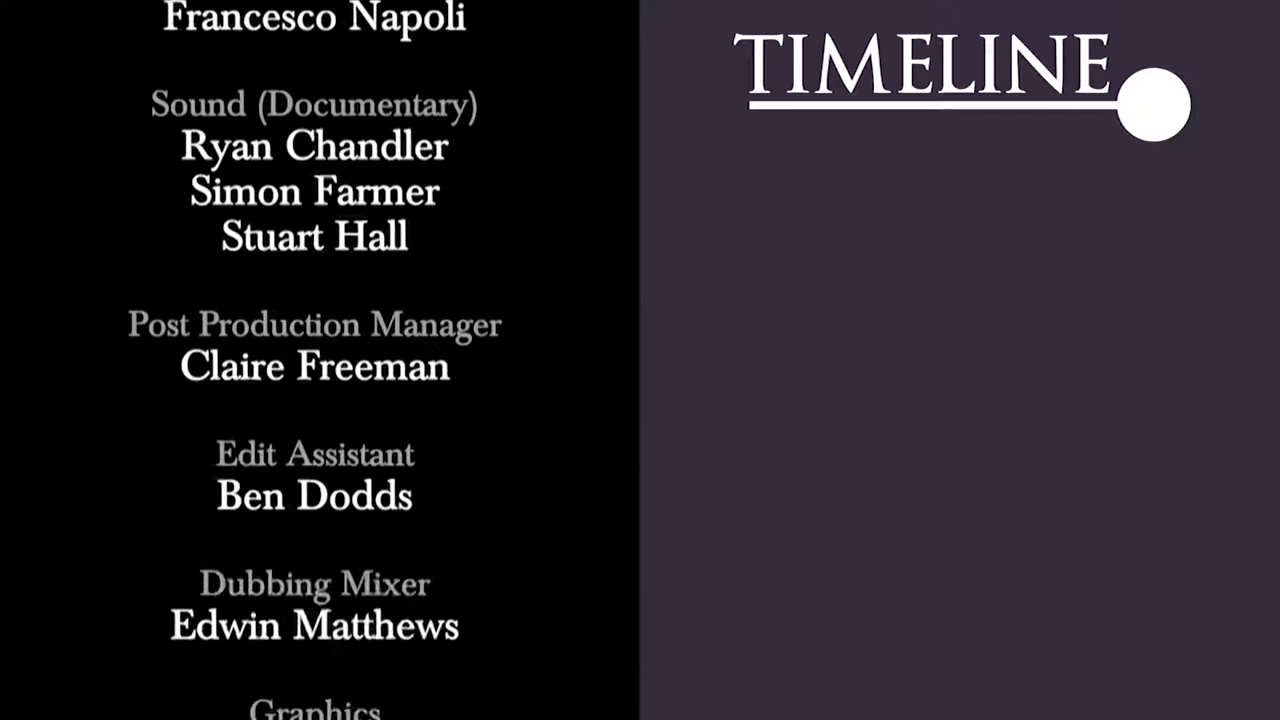 Francesco Napoli
Sound (Documentary)
Ryan Chandler
Simon Farmer
Stuart Hall
Post Production Manager
Claire Freeman
Edit Assistant
Ben Dodds
Dubbing Mixer
Edwin Matthews
Graphics
TIMELINE